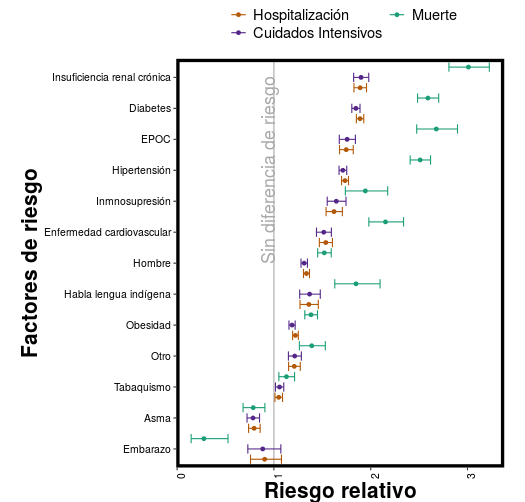 Hospitalización
Muerte
Cuidados Intensivos
Factores de riesgo
Insuficiencia renal crónica
Diabetes
EPOC
Hipertensión
Inmnosupresión
Enfermedad cardiovascular
Hombre
Habla lengua indígena
Obesidad
Otro
Tabaquismo
Asma
Embarazo
Sin diferencia de riesgo
0
1
2
3
Riesgo relativo